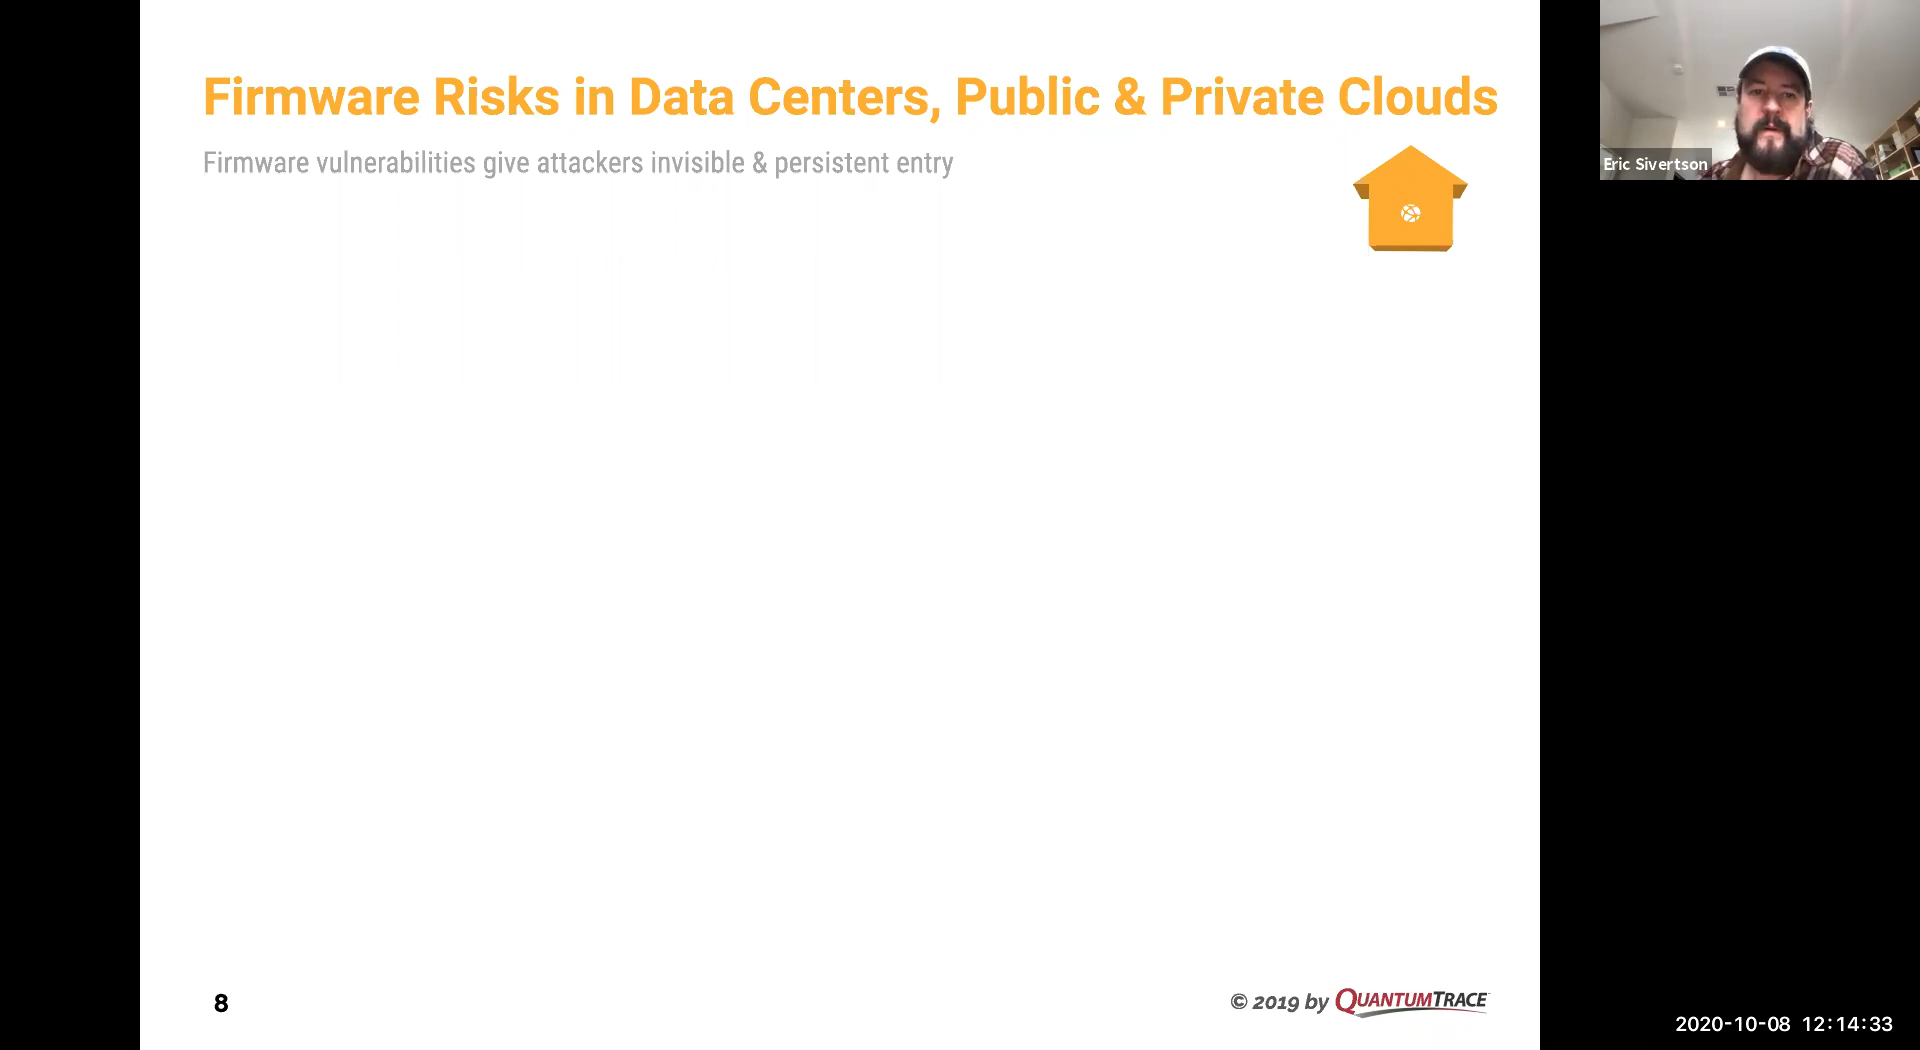 Firmware Risks in Data Centers, Public & Private Clouds
Firmware vulnerabilities give attackers invisible & persistent entry
Eric Sivertson
8
© 2019 by QUANTUMTRACE
2020-10-08 12:14:33